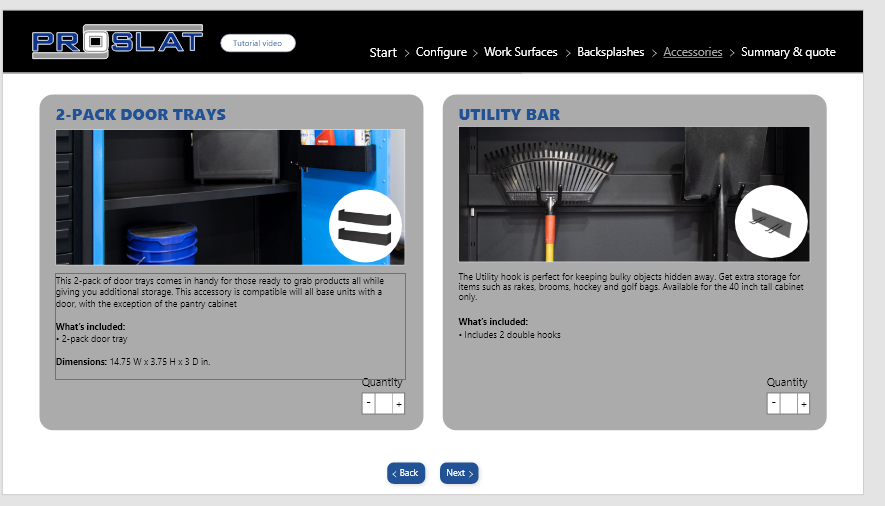 PROSLAT
Tutorial video
Start > Configure > Work Surfaces > Backsplashes > Accessories > Summary & quote
2-PACK DOOR TRAYS
This 2-pack of door trays comes in handy for those ready to grab products all while
giving you additional storage. This accessory is compatible will all base units with a
door, with the exception of the pantry cabinet
What's included:
• 2-pack door tray
Dimensions: 14.75 W x 3.75 H x 3 D in.
Quantity
- +
UTILITY BAR
The Utility hook is perfect for keeping bulky objects hidden away. Get extra storage for
items such as rakes, brooms, hockey and golf bags. Available for the 40 inch tall cabinet
only.
What's included:
• Includes 2 double hooks
Quantity
- +
< Back
Next >